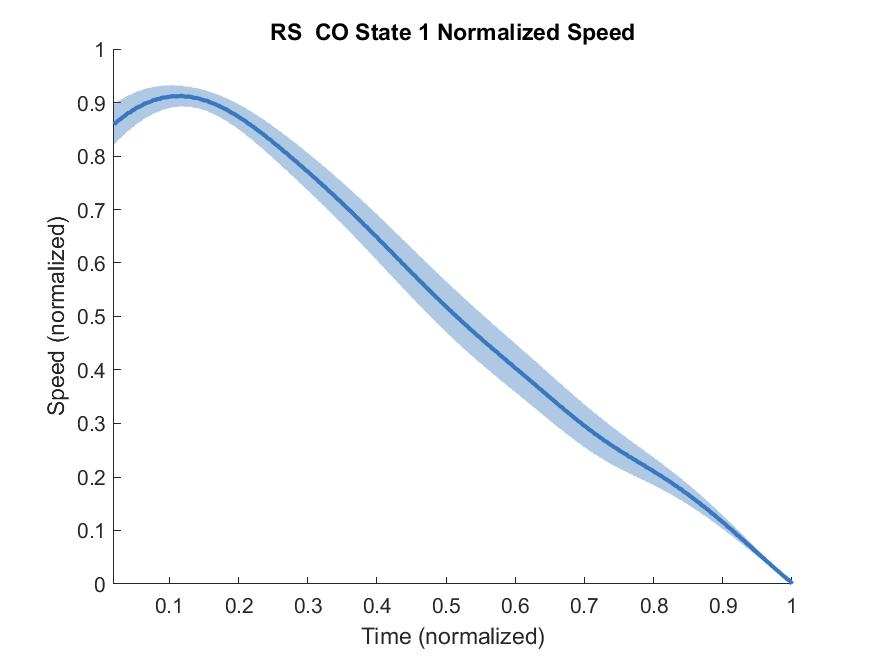 RS  CO State 1 Normalized Speed
1
0.9
0.8
0.7
0.6
0.5
0.4
0.3
0.2
0.1
0
Speed (normalized)
0.1 0.2 0.3 0.4 0.5 0.6 0.7 0.8 0.9 1
Time (normalized)